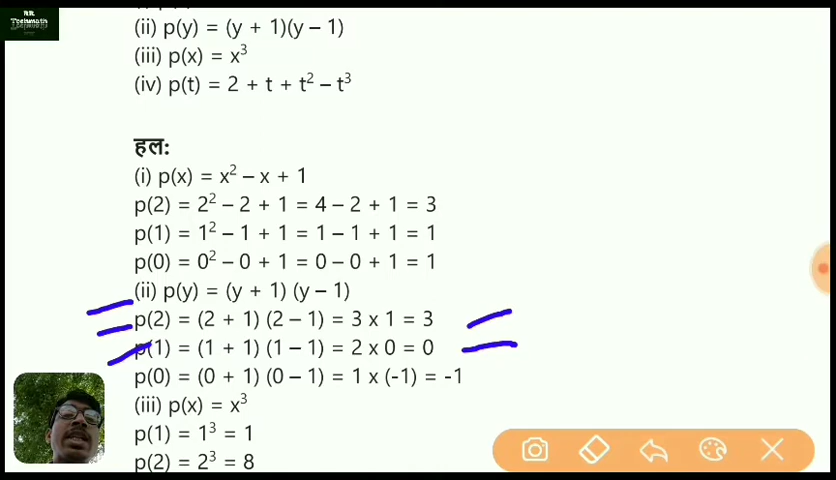 Techmath
(ii) p(y) = (y + 1)(y – 1)
(iii) p(x) = x³
(iv) p(t) = 2 + t + t² – t³
हल:
(i) p(x) = x² – x + 1
p(2) = 2² – 2 + 1 = 4 – 2 + 1 = 3
p(1) = 1² – 1 + 1 = 1 – 1 + 1 = 1
p(0) = 0² – 0 + 1 = 0 – 0 + 1 = 1
(ii) p(y) = (y + 1) (y – 1)
p(2) = (2 + 1) (2 – 1) = 3 x 1 = 3
p(1) = (1 + 1) (1 – 1) = 2 x 0 = 0
p(0) = (0 + 1) (0 – 1) = 1 x (-1) = -1
(iii) p(x) = x³
p(1) = 1³ = 1
p(2) = 2³ = 8